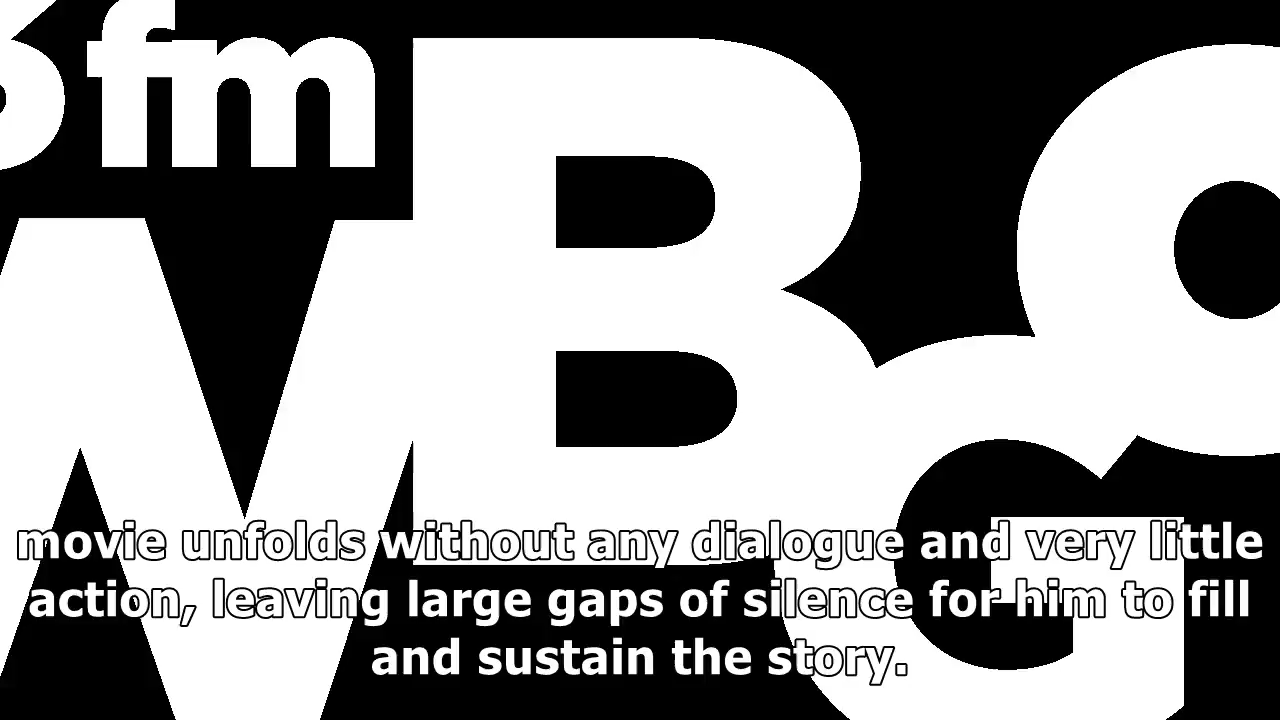 fm
W B G O
movie unfolds without any dialogue and very little
action, leaving large gaps of silence for him to fill
and sustain the story.